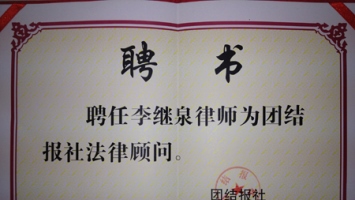 聘书
聘任李继泉律师为团结
报社法律顾问。
团结报社